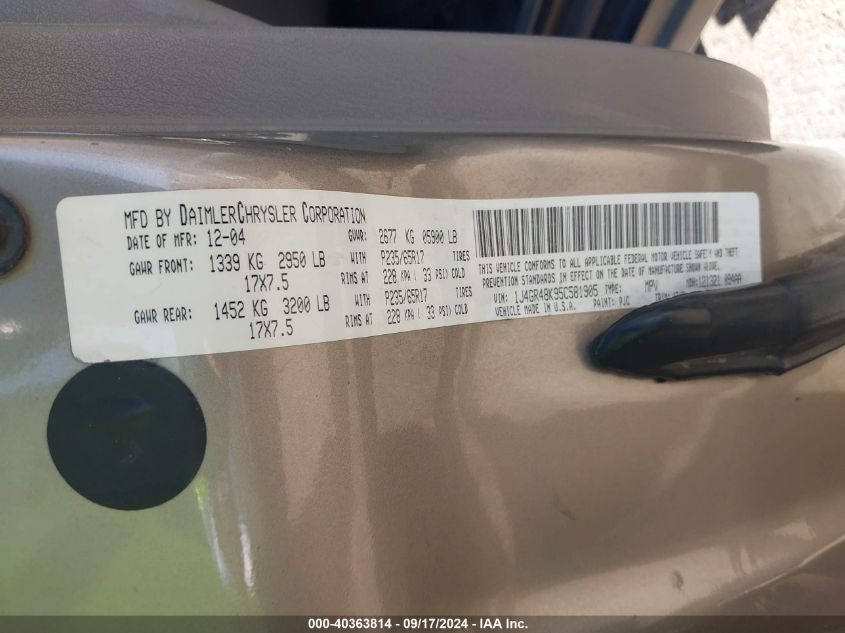 MFD BY DAIMLERCHRYSLER CORPORATION
DATE OF MFR: 12-04 GVWR: 2677 KG 05900 LB
GAWR FRONT: 1339 KG 2950 LB WITH P235/65R17 TIRES
17X7.5 RIMS AT 228 KPA ( 33 PSI) COLD
GAWR REAR: 1452 KG 3200 LB WITH P235/65R17 TIRES
17X7.5 RIMS AT 228 KPA ( 33 PSI) COLD
THIS VEHICLE CONFORMS TO ALL APPLICABLE FEDERAL MOTOR VEHICLE SAFETY AND THEFT
PREVENTION STANDARDS IN EFFECT ON THE DATE OF MANUFACTURE SHOWN ABOVE.
VIN: 1J4GR48K95C581905 TYPE: MPV MDH:121321
VEHICLE MADE IN U.S.A. PAINT: PJC
000-40363814 - 09/17/2024 - IAA Inc.